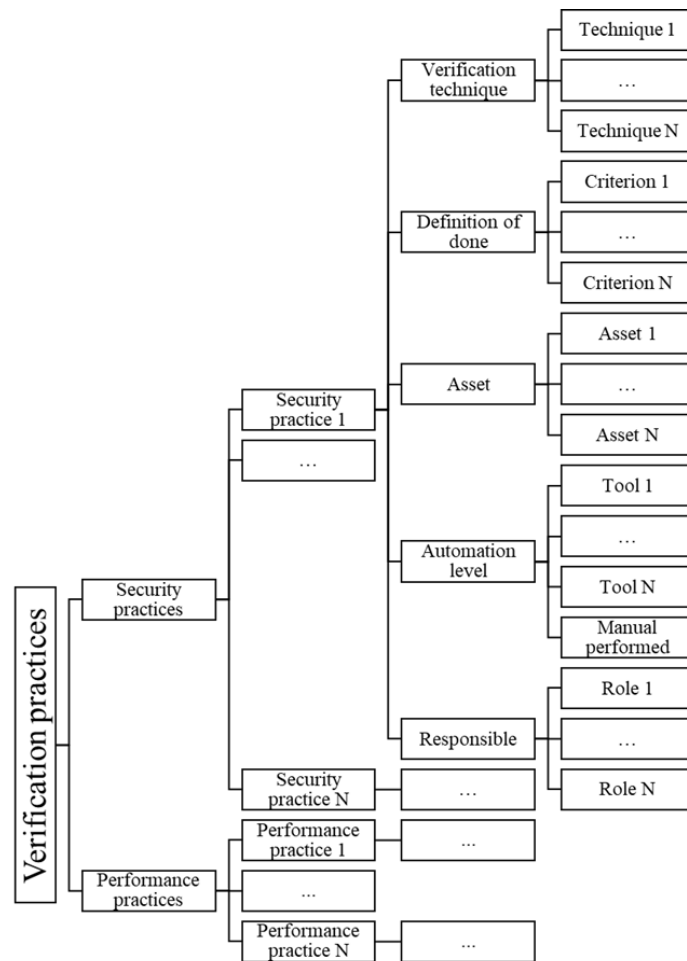 Technique 1
Verification
technique
…
Technique N
Criterion 1
Definition of
done
…
Criterion N
Asset 1
Asset
…
Asset N
Security
practice 1
…
Tool 1
…
Automation
level
Tool N
Manual
performed
Security
practices
Verification practices
Role 1
Responsible
…
Role N
Security
practice N
…
Performance
practice 1
…
Performance
practices
...
Performance
practice N
...